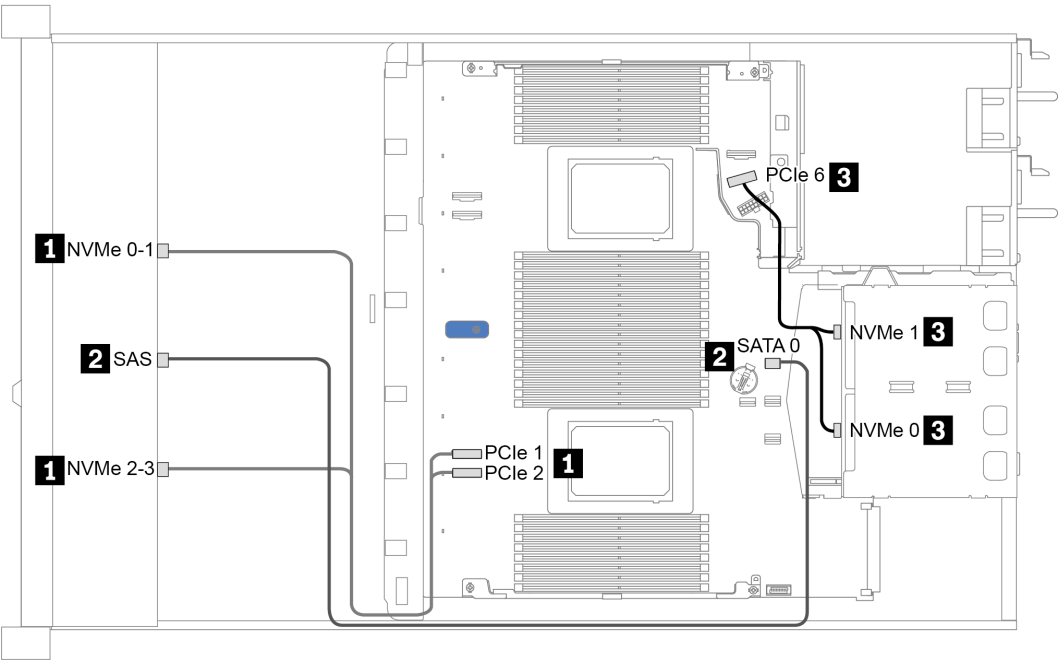 PCIe 6 3
1 NVMe 0-1
NVMe 1 3
2 SAS
2 SATA 0
NVMe 0 3
1 NVMe 2-3
PCIe 1
PCIe 2
1